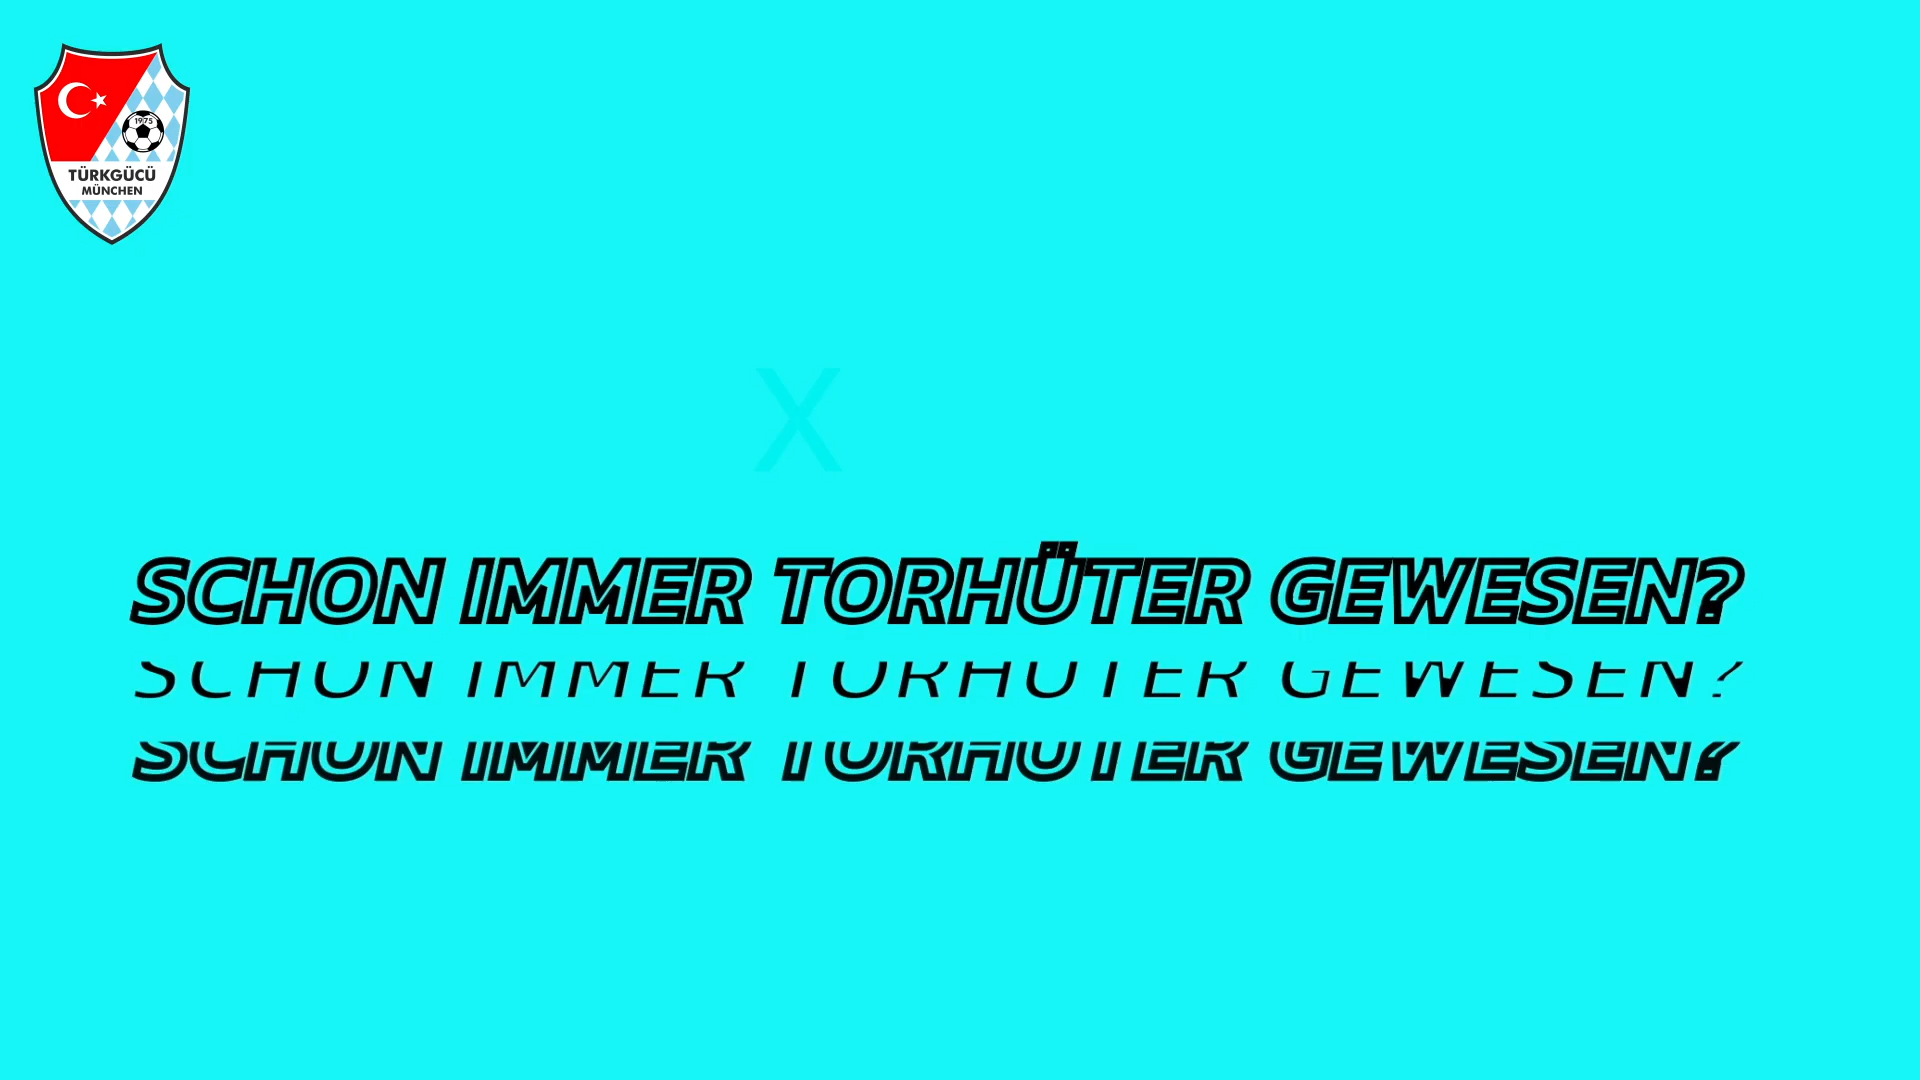 1975
TÜRKGÜCÜ
MÜNCHEN
X
SCHON IMMER TORHÜTER GEWESEN?
SCHON IMMER TORHÜTER GEWESEN?
SCHON IMMER TORHÜTER GEWESEN?